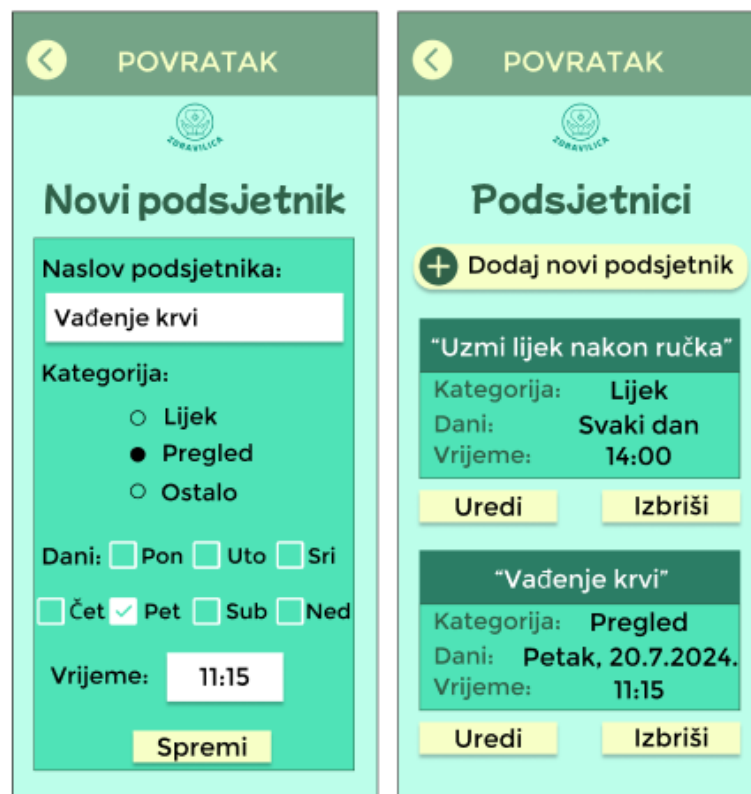 POVRATAK
ZDRAVILICA
Novi podsjetnik
Naslov podsjetnika:
Vađenje krvi
Kategorija:
Lijek
Pregled
Ostalo
Dani: Pon Uto Sri
Čet Pet Sub Ned
Vrijeme: 11:15
Spremi
POVRATAK
ZDRAVILICA
Podsjetnici
Dodaj novi podsjetnik
“Uzmi lijek nakon ručka”
Kategorija: Lijek
Dani: Svaki dan
Vrijeme: 14:00
Uredi Izbriši
“Vađenje krvi”
Kategorija: Pregled
Dani: Petak, 20.7.2024.
Vrijeme: 11:15
Uredi Izbriši